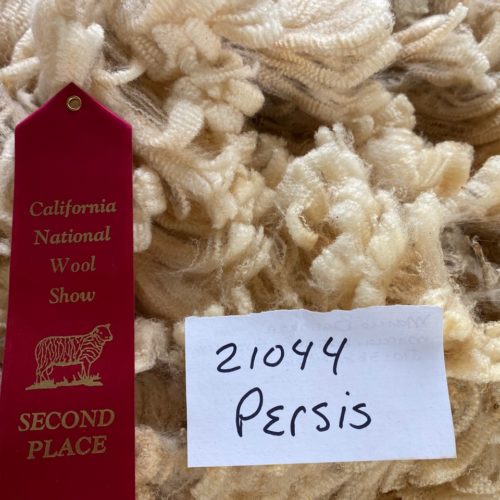 California
National
Wool
Show
SECOND
PLACE
21044
Persis